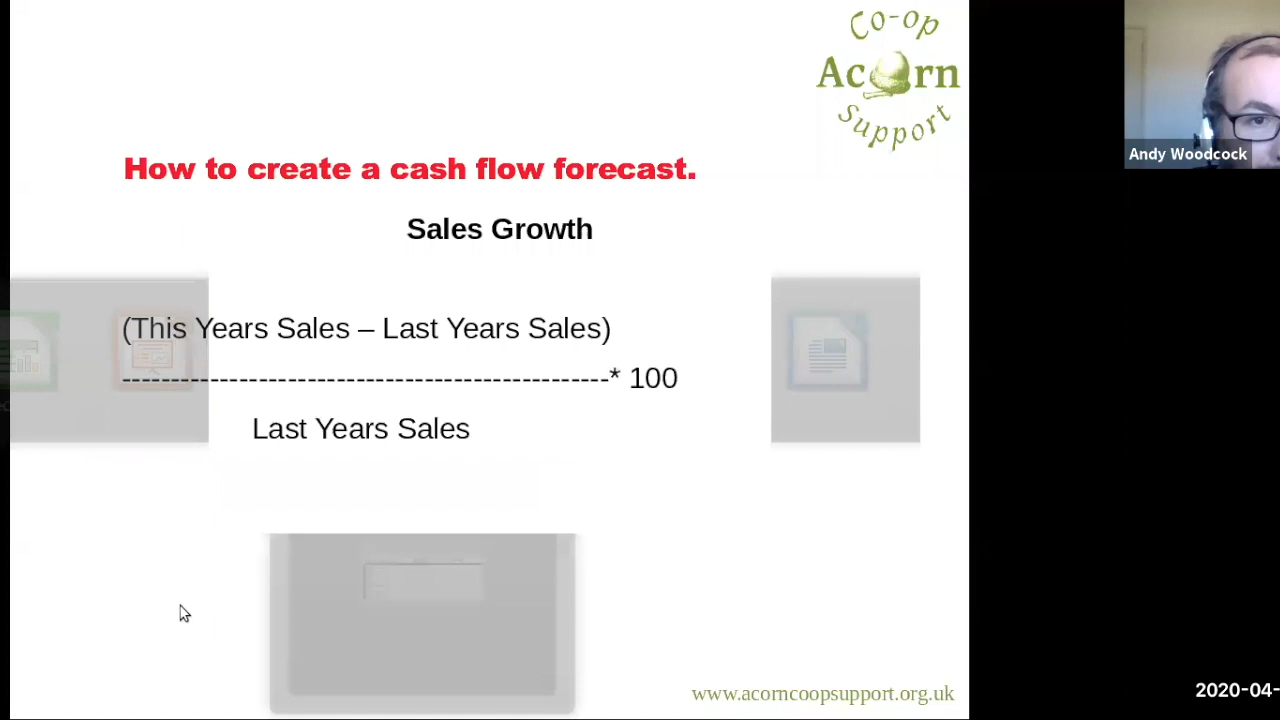 Co-op
Acorn
Support
Andy Woodcock
How to create a cash flow forecast.
Sales Growth
(This Years Sales – Last Years Sales)
--------------------------------------------------* 100
Last Years Sales
www.acorncoopsupport.org.uk
2020-04-